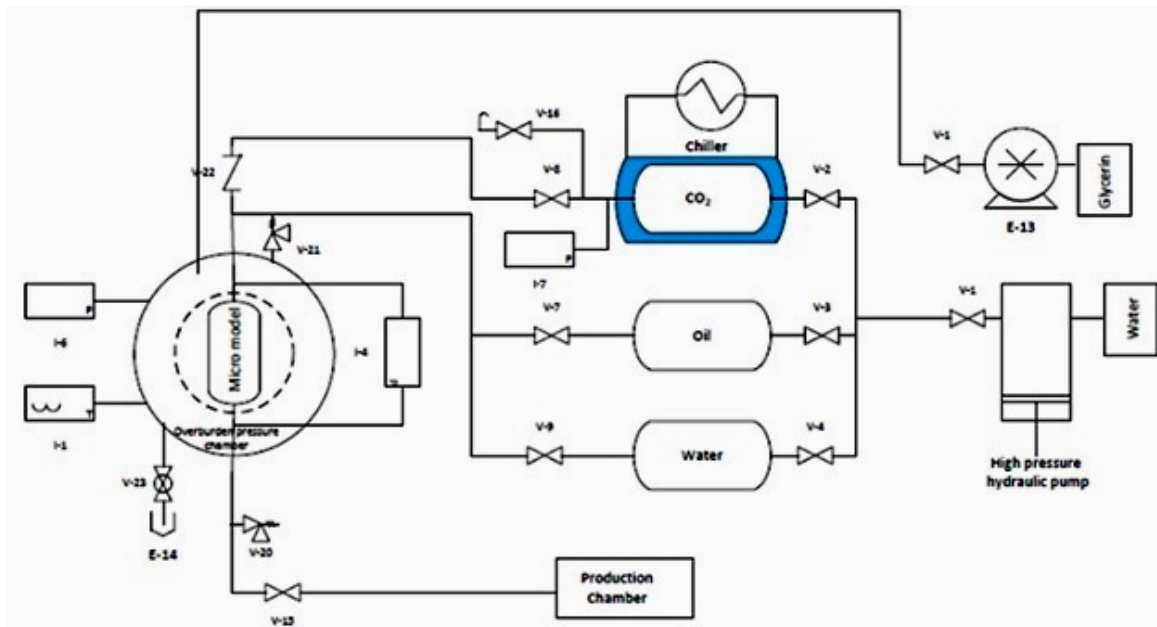 V-16
Chiller
V-1
Glycerin
V-22
V-6
CO₂
V-2
E-13
V-21
P
I-7
V-1
Water
P
I-6
Micro model
I-4
V-7
Oil
V-3
T
I-1
Overburden pressure
chamber
V-9
Water
V-4
High pressure
hydraulic pump
V-23
E-14
V-20
Production
Chamber
V-15